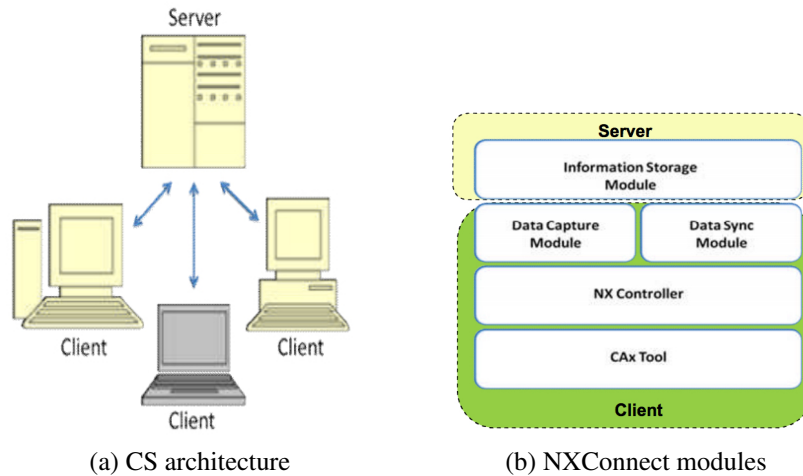 Server
Client
Client
Client
(a) CS architecture
Server
Information Storage
Module
Data Capture
Module
Data Sync
Module
NX Controller
CAx Tool
Client
(b) NXConnect modules